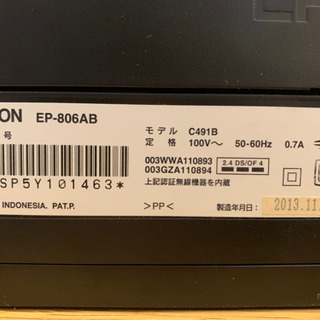 ON EP-806AB
号
モデル C491B
定格 100V～ 50-60Hz 0.7A
003WWA110893
003GZA110894
2.4 DS/OF 4
上記認証無線機器を内蔵
SP5Y101463*
INDONESIA. PAT.P.
>PP<
製造年月日: 2013.11.